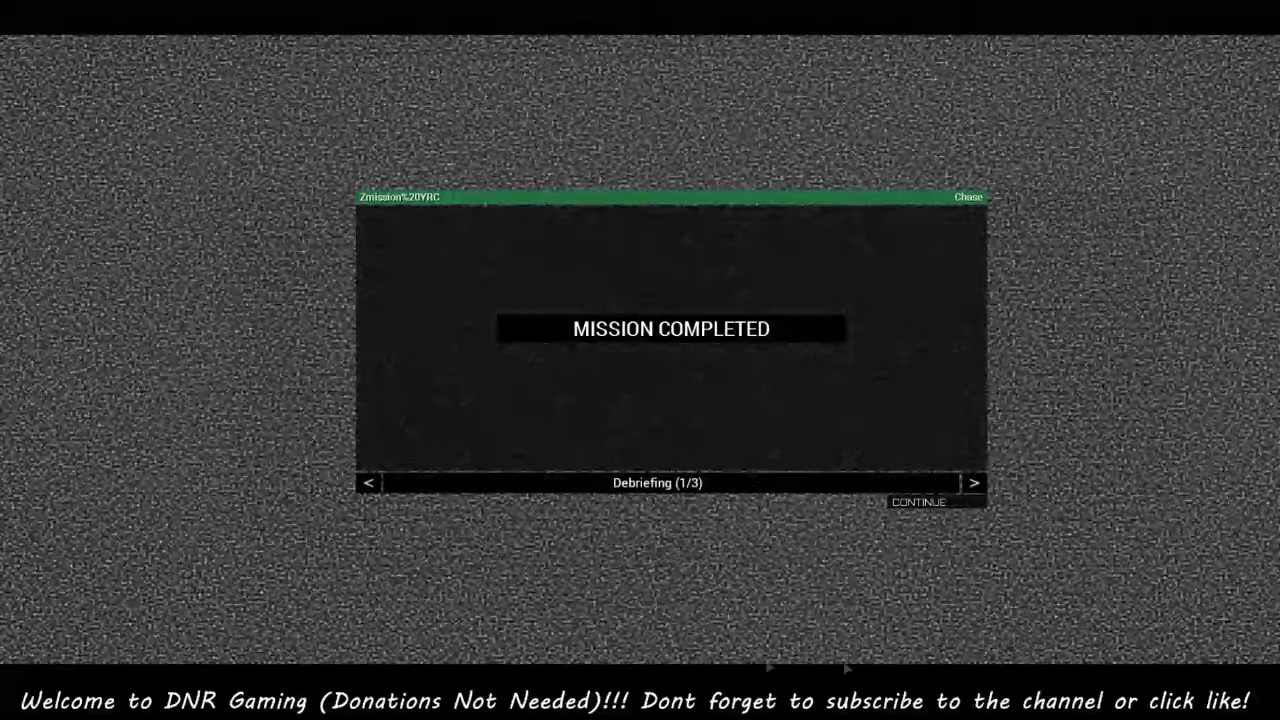 Zmission%20VRC Chase
MISSION COMPLETED
< Debriefing (1/3) >
CONTINUE
Welcome to DNR Gaming (Donations Not Needed)!!! Dont forget to subscribe to the channel or click like!